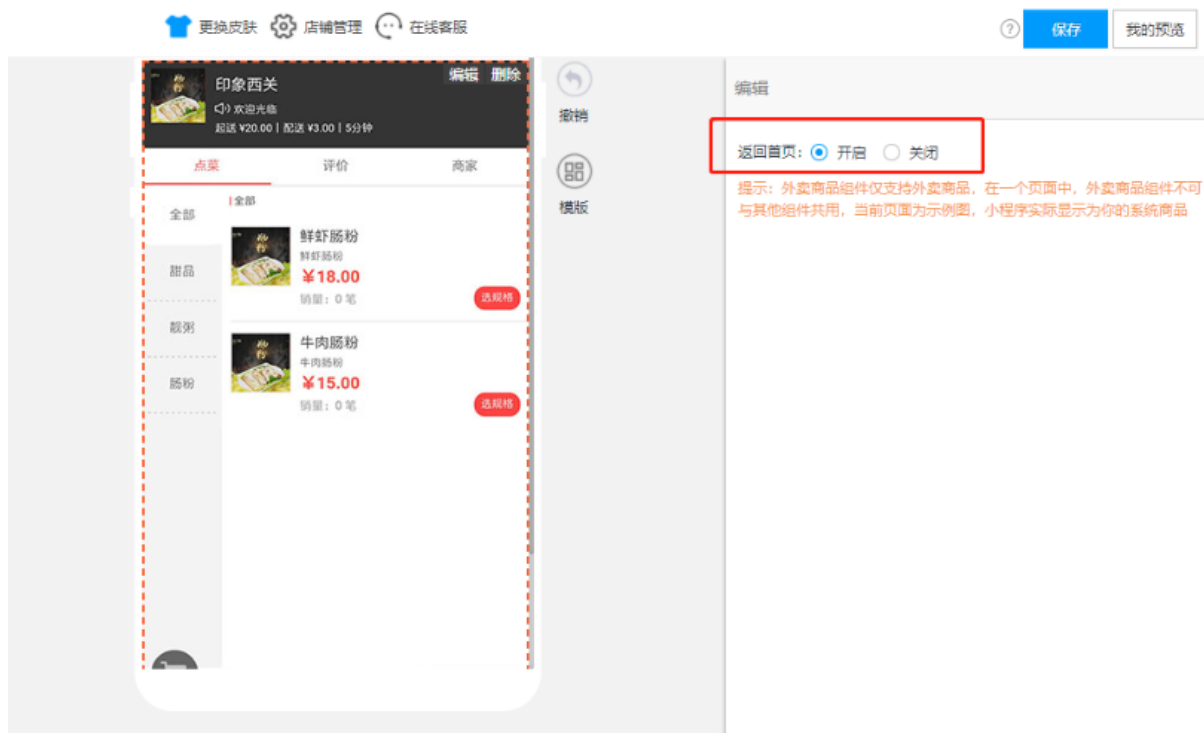 更换皮肤 店铺管理 在线客服 ? 保存 我的预览
印象西关 编辑 删除
欢迎光临
起送 ¥20.00 | 配送 ¥3.00 | 5分钟
点菜 评价 商家
全部
甜品
靓粥
肠粉
全部
鲜虾肠粉
鲜虾肠粉
¥18.00
销量：0 笔 选规格
牛肉肠粉
牛肉肠粉
¥15.00
销量：0 笔 选规格
撤销
模版
编辑
返回首页： 开启 关闭
提示：外卖商品组件仅支持外卖商品，在一个页面中，外卖商品组件不可
与其他组件共用，当前页面为示例图，小程序实际显示为你的系统商品